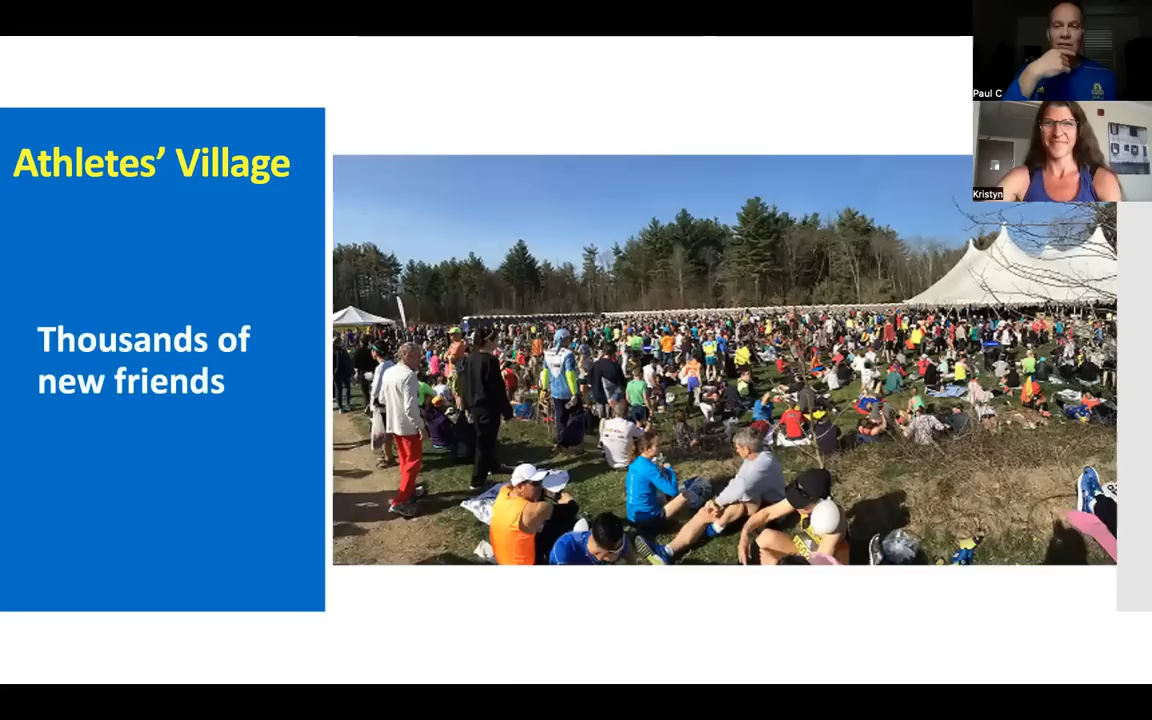 Athletes’ Village
Thousands of
new friends
Paul C
Kristyn